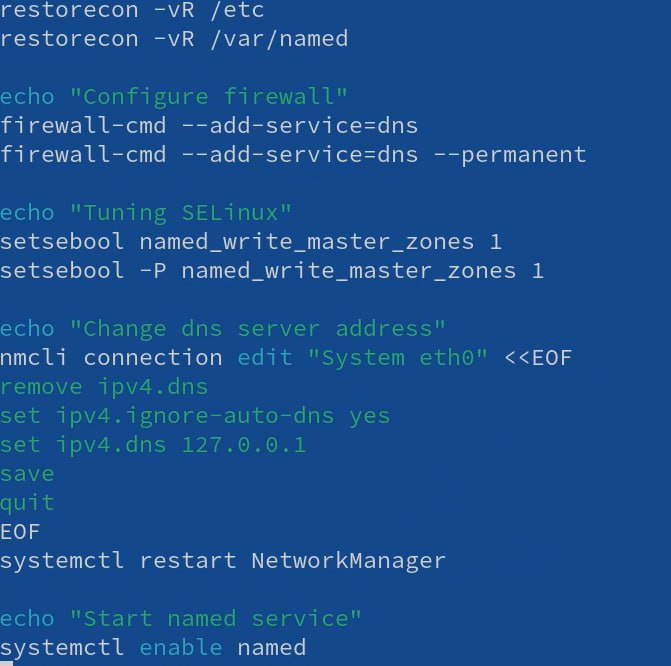 restorecon -vR /etc
restorecon -vR /var/named
echo "Configure firewall"
firewall-cmd --add-service=dns
firewall-cmd --add-service=dns --permanent
echo "Tuning SELinux"
setsebool named_write_master_zones 1
setsebool -P named_write_master_zones 1
echo "Change dns server address"
nmcli connection edit "System eth0" <<EOF
remove ipv4.dns
set ipv4.ignore-auto-dns yes
set ipv4.dns 127.0.0.1
save
quit
EOF
systemctl restart NetworkManager
echo "Start named service"
systemctl enable named